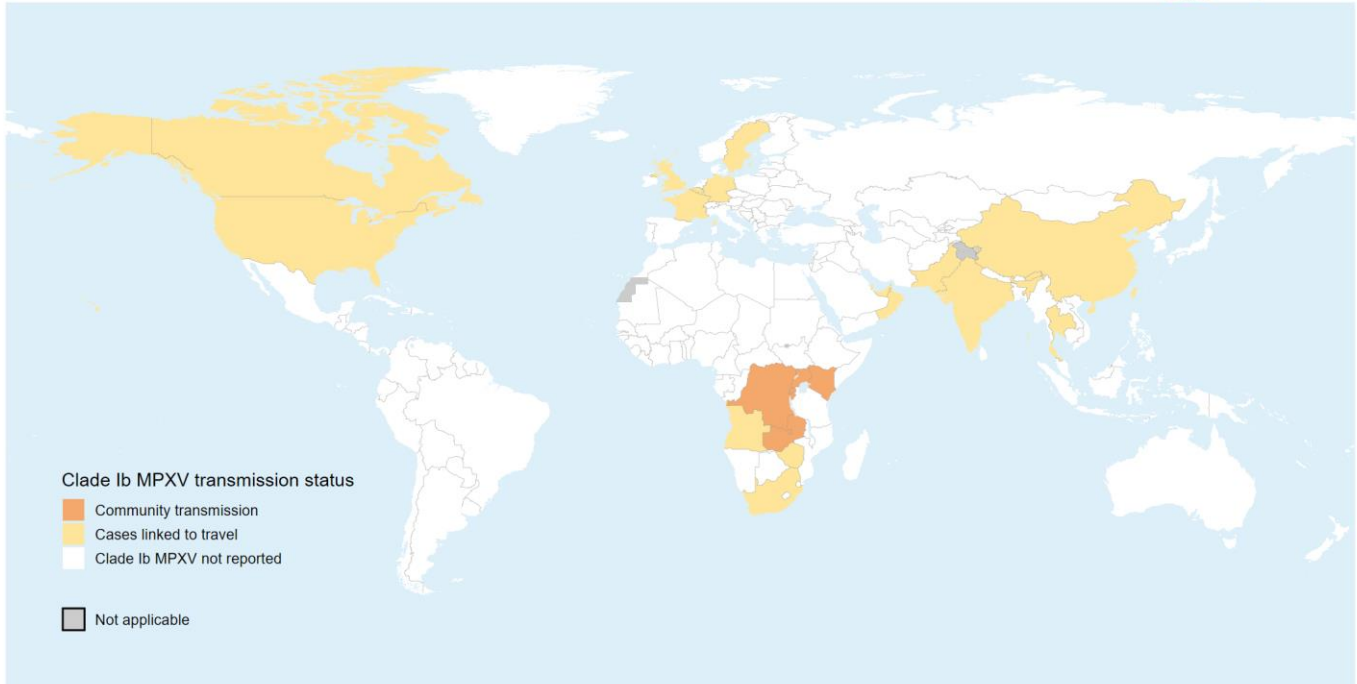 Clade Ib MPXV transmission status
Community transmission
Cases linked to travel
Clade Ib MPXV not reported
Not applicable